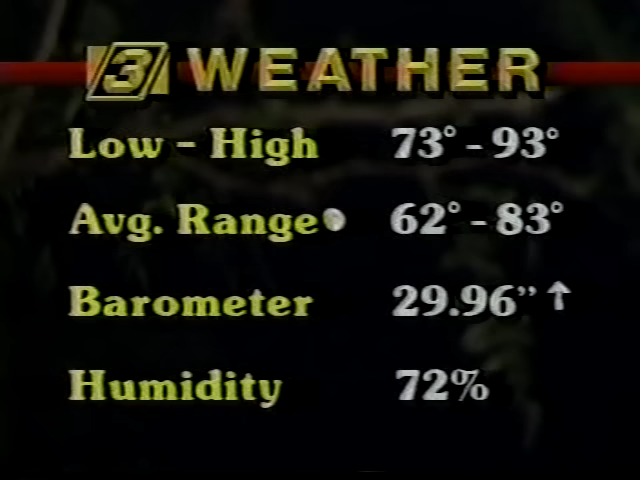 3 WEATHER
Low - High 73° - 93°
Avg. Range 62° - 83°
Barometer 29.96” ↑
Humidity 72%